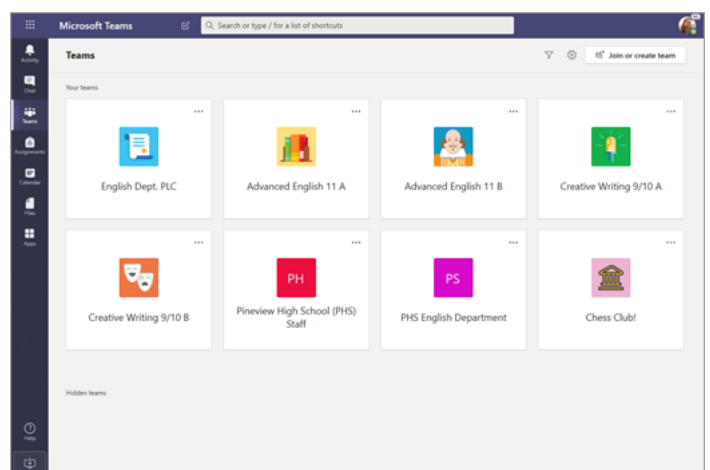 Microsoft Teams
Search or type / for a list of shortcuts
Activity
Chat
Teams
Assignments
Calendar
Files
Apps
Help
Teams
Join or create team
Your teams
English Dept. PLC
Advanced English 11 A
Advanced English 11 B
Creative Writing 9/10 A
Creative Writing 9/10 B
PH
Pineview High School (PHS)
Staff
PS
PHS English Department
Chess Club!
Hidden teams